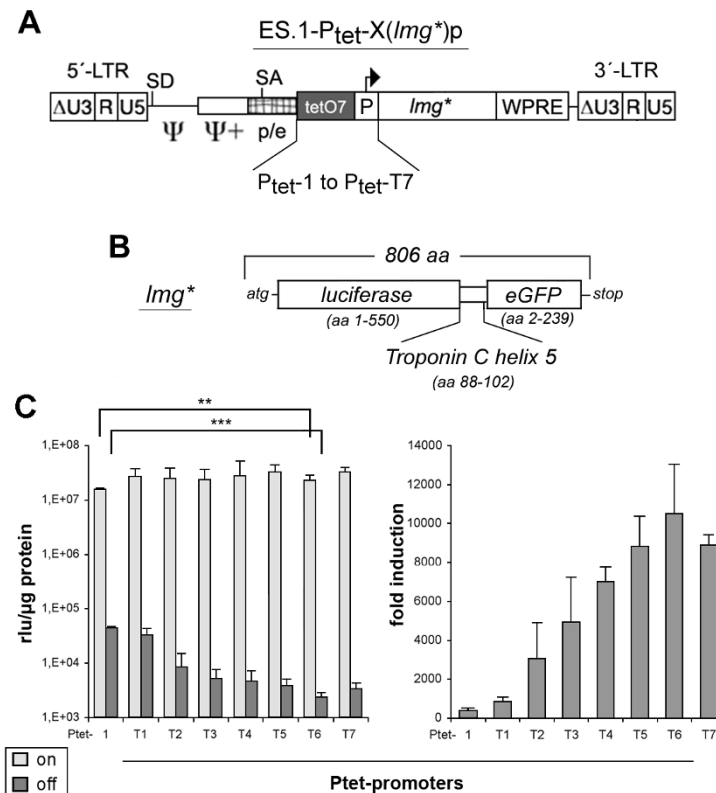 A
ES.1-Ptet-X(lmg*)p
5´-LTR
3´-LTR
SD
SA
ΔU3 R U5
tetO7 P lmg* WPRE
ΔU3 R U5
Ψ Ψ+ p/e
Ptet-1 to Ptet-T7
B
806 aa
lmg*
atg luciferase eGFP stop
(aa 1-550) (aa 2-239)
Troponin C helix 5
(aa 88-102)
C
**
***
rlu/µg protein
1,E+08
1,E+07
1,E+06
1,E+05
1,E+04
1,E+03
Ptet- 1 T1 T2 T3 T4 T5 T6 T7
fold induction
14000
12000
10000
8000
6000
4000
2000
0
Ptet- 1 T1 T2 T3 T4 T5 T6 T7
on
off
Ptet-promoters